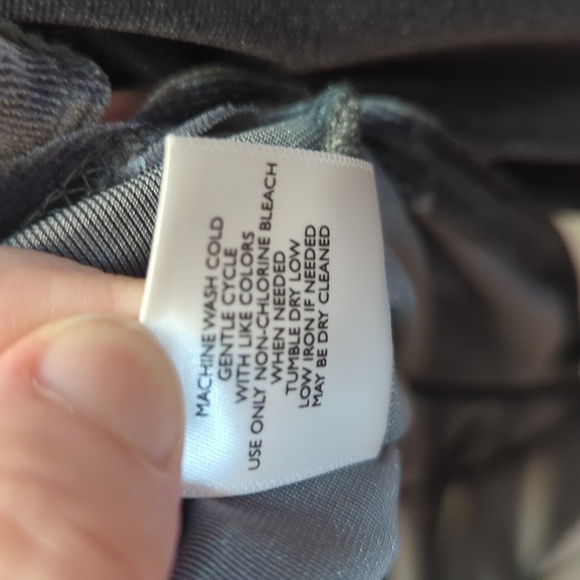 MACHINE WASH COLD
GENTLE CYCLE
WITH LIKE COLORS
USE ONLY NON-CHLORINE BLEACH
WHEN NEEDED
TUMBLE DRY LOW
LOW IRON IF NEEDED
MAY BE DRY CLEANED